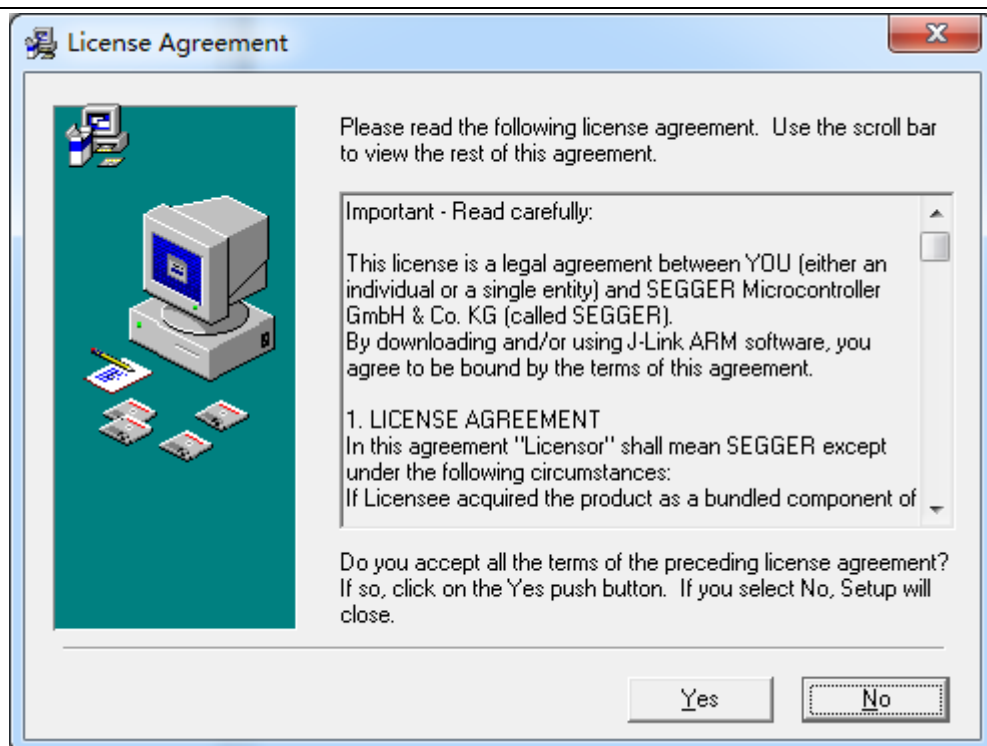 License Agreement
Please read the following license agreement. Use the scroll bar
to view the rest of this agreement.
Important - Read carefully:
This license is a legal agreement between YOU (either an
individual or a single entity) and SEGGER Microcontroller
GmbH & Co. KG (called SEGGER).
By downloading and/or using J-Link ARM software, you
agree to be bound by the terms of this agreement.
1. LICENSE AGREEMENT
In this agreement "Licensor" shall mean SEGGER except
under the following circumstances:
If Licensee acquired the product as a bundled component of
Do you accept all the terms of the preceding license agreement?
If so, click on the Yes push button. If you select No, Setup will
close.
Yes
No